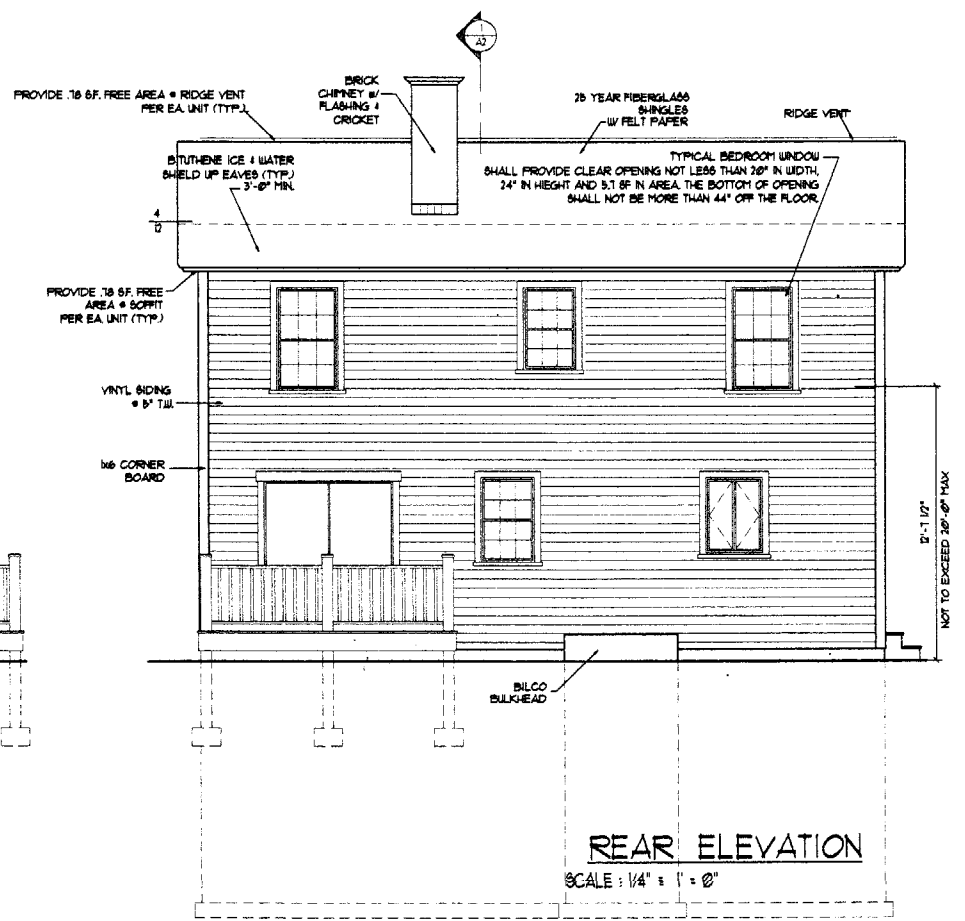 1
A2
PROVIDE .78 S.F. FREE AREA @ RIDGE VENT
PER EA. UNIT (TYP.)
BRICK
CHIMNEY W/
FLASHING &
CRICKET
25 YEAR FIBERGLASS
SHINGLES
W/ FELT PAPER
RIDGE VENT
BITUTHENE ICE & WATER
SHIELD UP EAVES (TYP.)
3'-0" MIN.
TYPICAL BEDROOM WINDOW
SHALL PROVIDE CLEAR OPENING NOT LESS THAN 20" IN WIDTH,
24" IN HIEGHT AND 5.7 SF IN AREA. THE BOTTOM OF OPENING
SHALL NOT BE MORE THAN 44" OFF THE FLOOR.
4
12
PROVIDE .78 S.F. FREE
AREA @ SOFFIT
PER EA. UNIT (TYP.)
VINYL SIDING
@ 5" T.W.
1x6 CORNER
BOARD
12'-7 1/2"
NOT TO EXCEED 20'-0" MAX
BILCO
BULKHEAD
REAR ELEVATION
SCALE : 1/4" = 1' = 0"